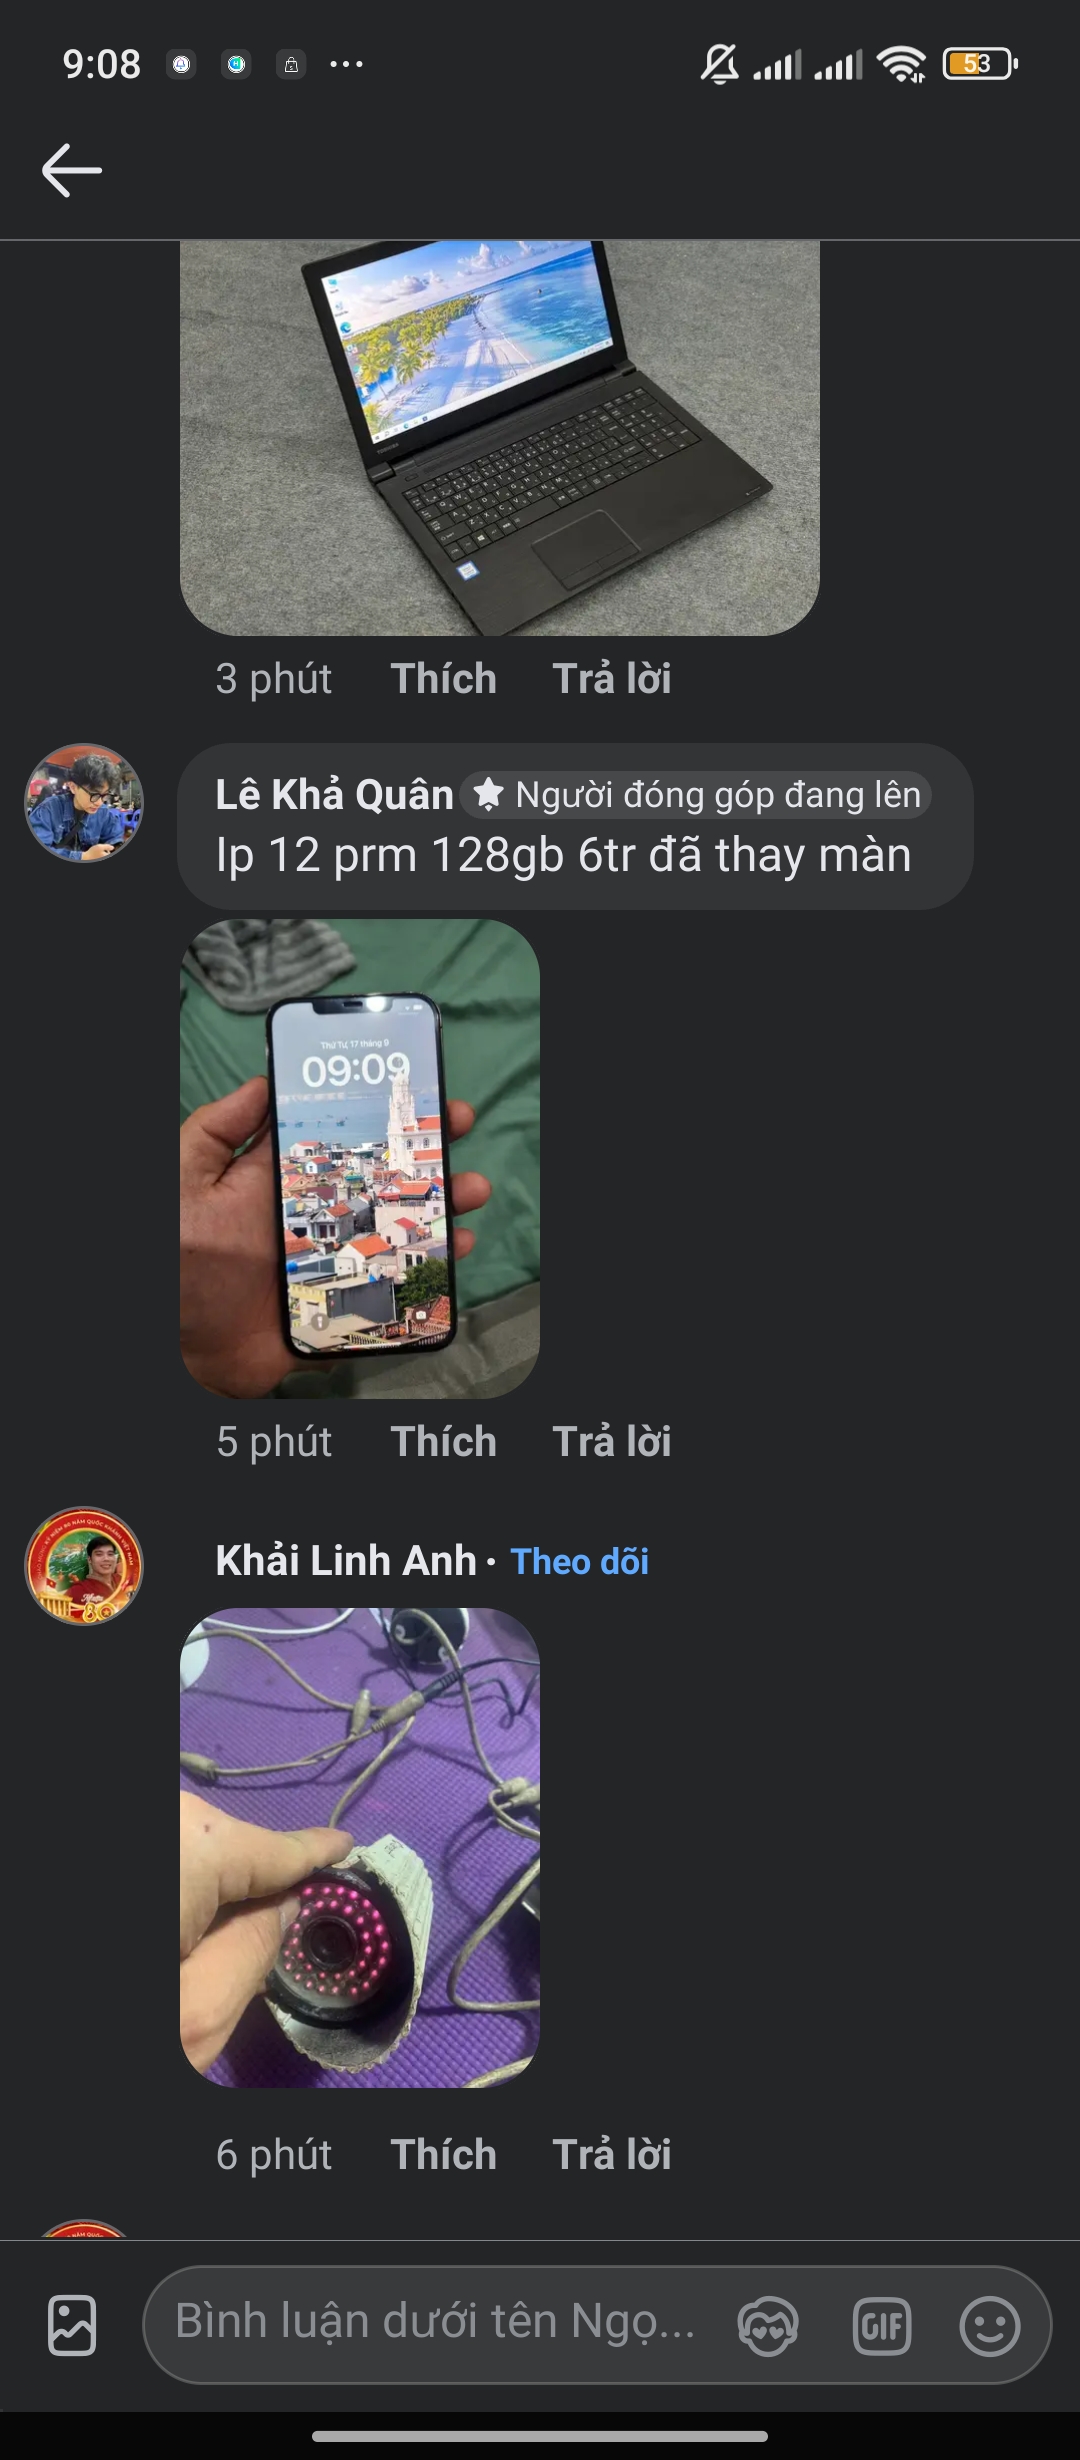 9:08
53
TOSHIBA
3 phút Thích Trả lời
Lê Khả Quân Người đóng góp đang lên
Ip 12 prm 128gb 6tr đã thay màn
Thứ Tư, 17 tháng 9
09:09
5 phút Thích Trả lời
Khải Linh Anh • Theo dõi
6 phút Thích Trả lời
Bình luận dưới tên Ngọ...
GIF